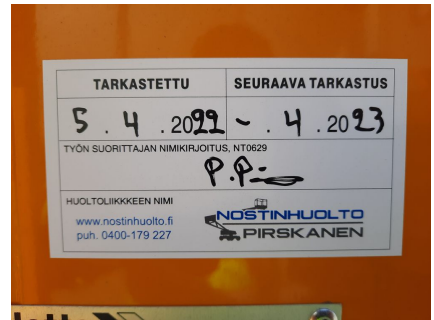 TARKASTETTU SEURAAVA TARKASTUS
5 . 4 . 2022 ~ . 4 . 2023
TYÖN SUORITTAJAN NIMIKIRJOITUS, NT0629
P.P
HUOLTOLIIKKKEEN NIMI
NOSTINHUOLTO
www.nostinhuolto.fi
PIRSKANEN
puh. 0400-179 227